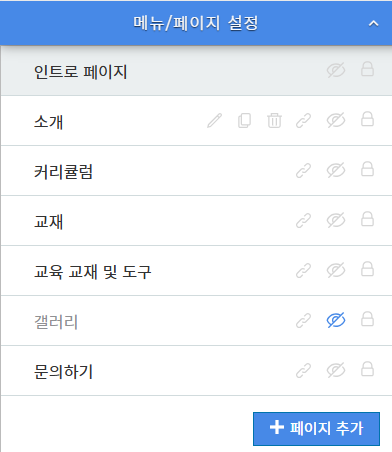 메뉴/페이지 설정
인트로 페이지
소개
커리큘럼
교재
교육 교재 및 도구
갤러리
문의하기
페이지 추가